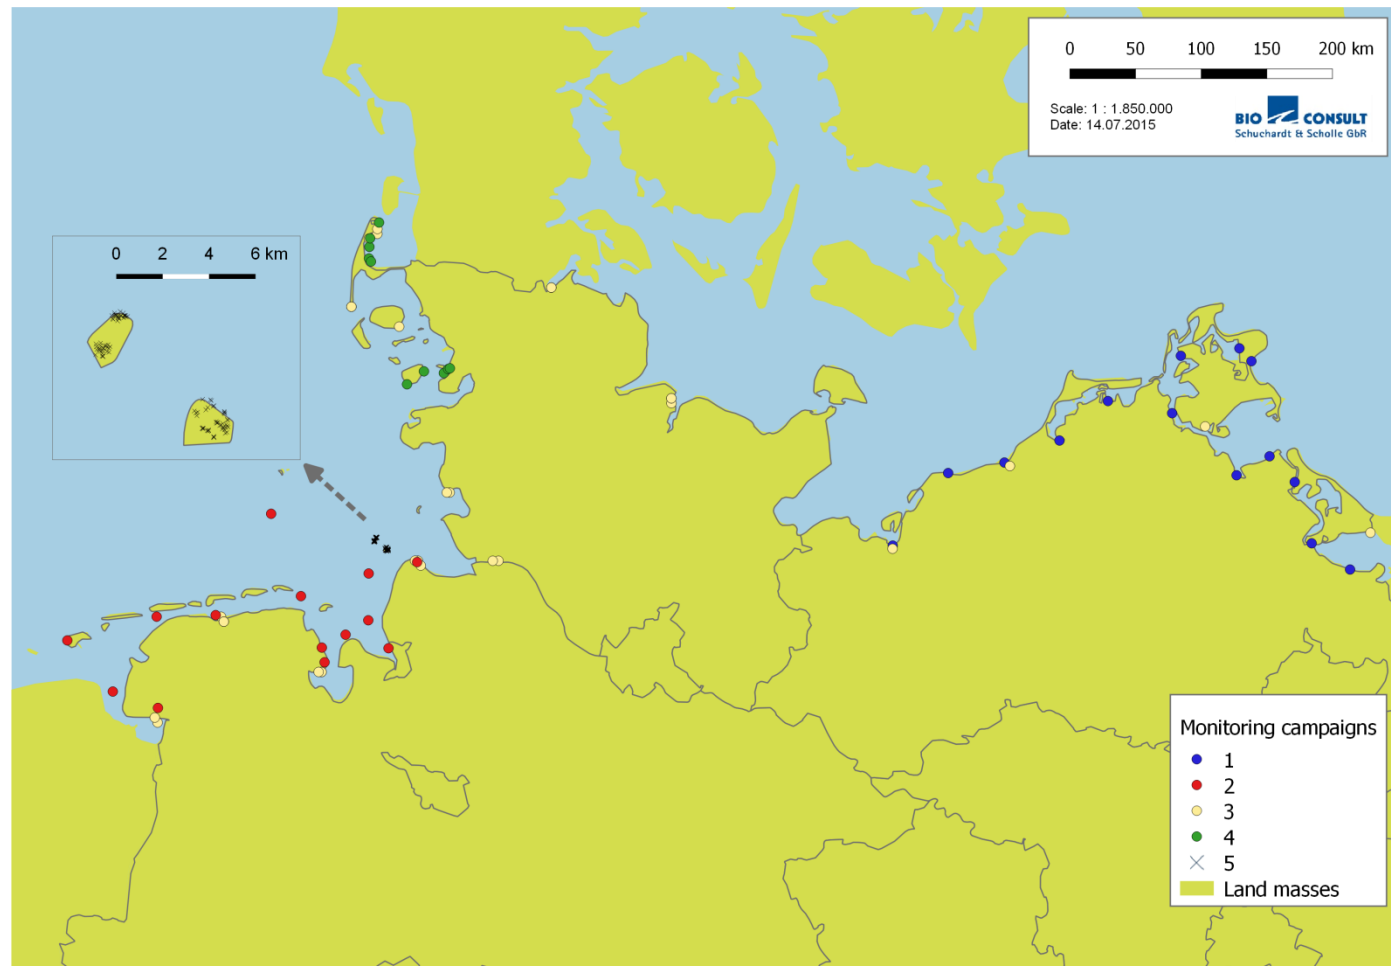 0 50 100 150 200 km
Scale: 1 : 1.850.000
Date: 14.07.2015
BIO CONSULT
Schuchardt & Scholle GbR
0 2 4 6 km
Monitoring campaigns
1
2
3
4
5
Land masses